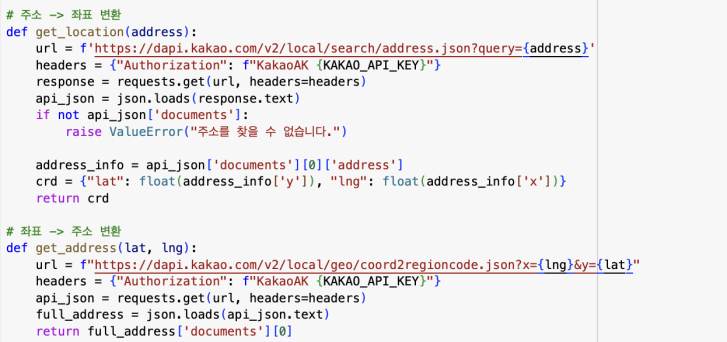 # 주소 -> 좌표 변환
def get_location(address):
    url = f'https://dapi.kakao.com/v2/local/search/address.json?query={address}'
    headers = {"Authorization": f"KakaoAK {KAKAO_API_KEY}"}
    response = requests.get(url, headers=headers)
    api_json = json.loads(response.text)
    if not api_json['documents']:
        raise ValueError("주소를 찾을 수 없습니다.")

    address_info = api_json['documents'][0]['address']
    crd = {"lat": float(address_info['y']), "lng": float(address_info['x'])}
    return crd

# 좌표 -> 주소 변환
def get_address(lat, lng):
    url = f"https://dapi.kakao.com/v2/local/geo/coord2regioncode.json?x={lng}&y={lat}"
    headers = {"Authorization": f"KakaoAK {KAKAO_API_KEY}"}
    api_json = requests.get(url, headers=headers)
    full_address = json.loads(api_json.text)
    return full_address['documents'][0]